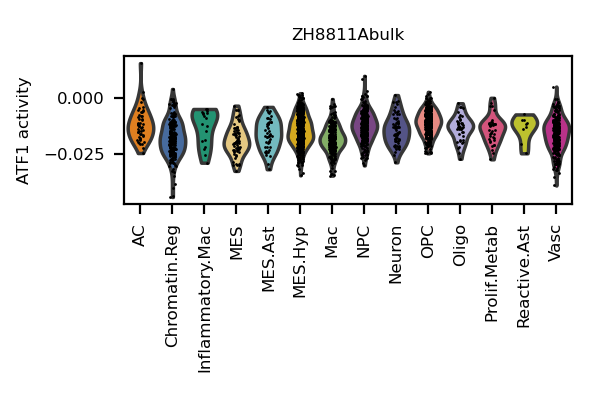 ZH8811Abulk
ATF1 activity
0.000
−0.025
AC
Chromatin.Reg
Inflammatory.Mac
MES
MES.Ast
MES.Hyp
Mac
NPC
Neuron
OPC
Oligo
Prolif.Metab
Reactive.Ast
Vasc